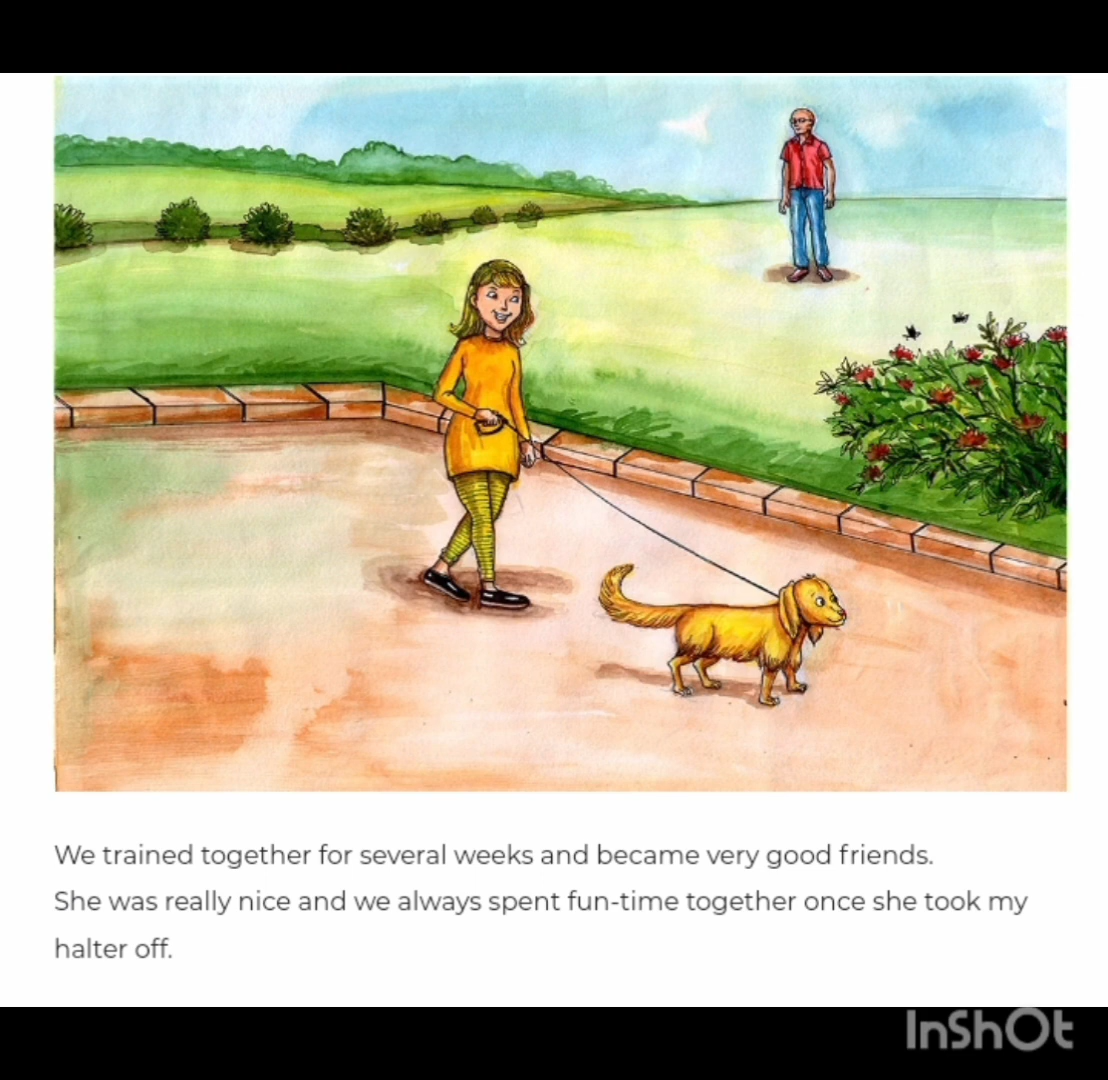 We trained together for several weeks and became very good friends.
She was really nice and we always spent fun-time together once she took my
halter off.
InShOt